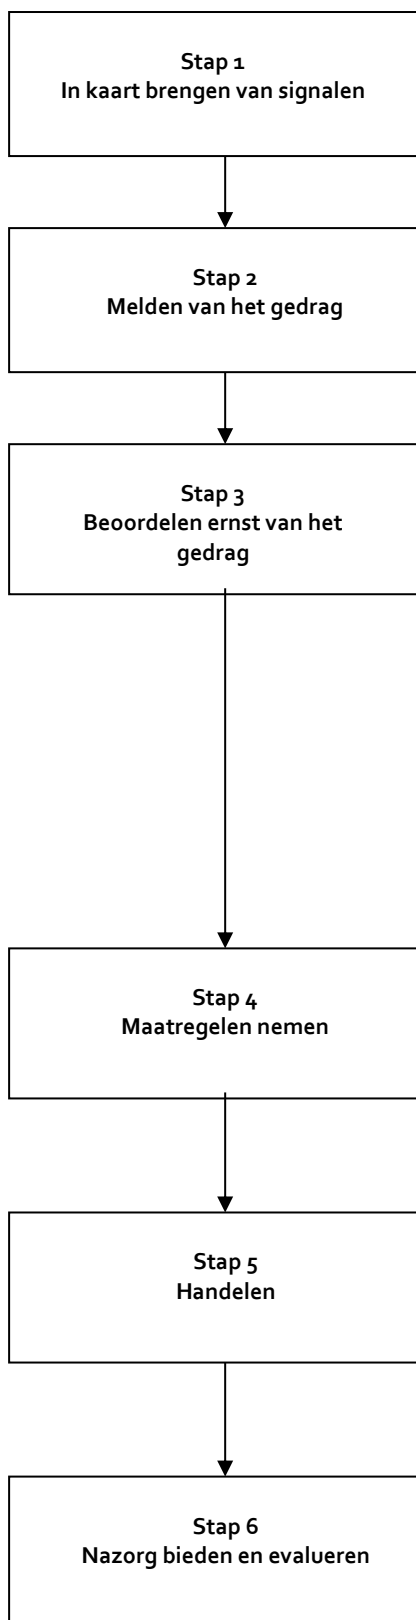 Stap 1
In kaart brengen van signalen
Stap 2
Melden van het gedrag
Stap 3
Beoordelen ernst van het
gedrag
Stap 4
Maatregelen nemen
Stap 5
Handelen
Stap 6
Nazorg bieden en evalueren